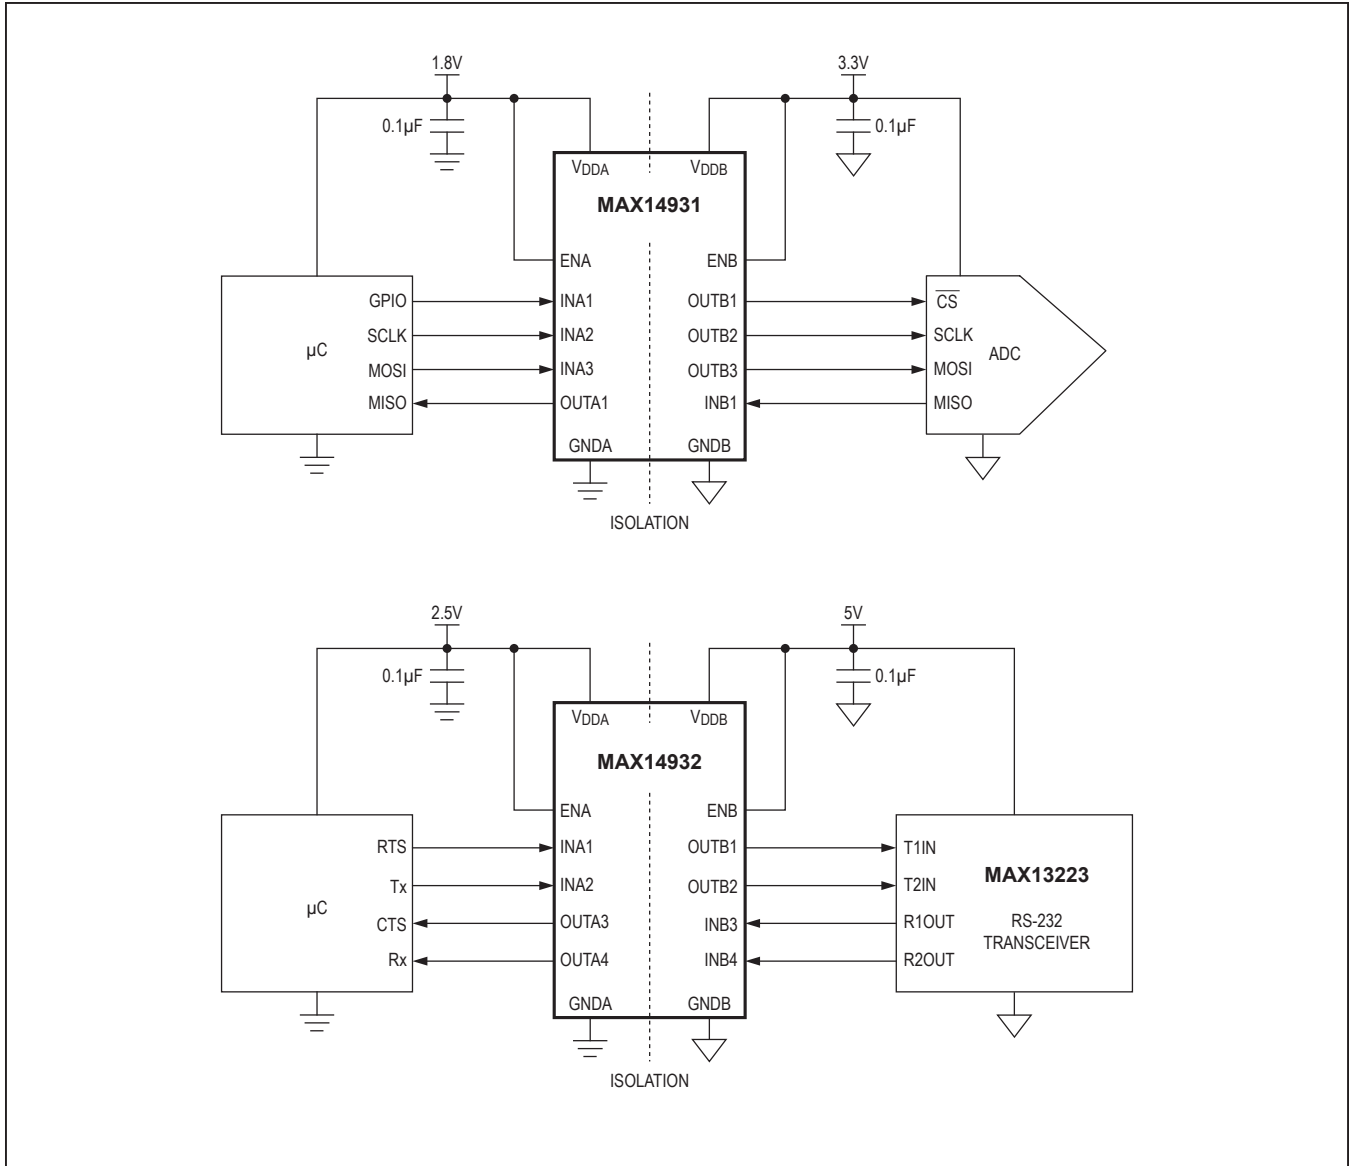 1.8V
3.3V
0.1µF
0.1µF
VDDA
VDDB
MAX14931
ENA
ENB
GPIO
INA1
OUTB1
CS
SCLK
INA2
OUTB2
SCLK
µC
ADC
MOSI
INA3
OUTB3
MOSI
MISO
OUTA1
INB1
MISO
GNDA
GNDB
ISOLATION
2.5V
5V
0.1µF
0.1µF
VDDA
VDDB
MAX14932
ENA
ENB
RTS
INA1
OUTB1
T1IN
MAX13223
Tx
INA2
OUTB2
T2IN
µC
CTS
OUTA3
INB3
R1OUT
RS-232
TRANSCEIVER
Rx
OUTA4
INB4
R2OUT
GNDA
GNDB
ISOLATION